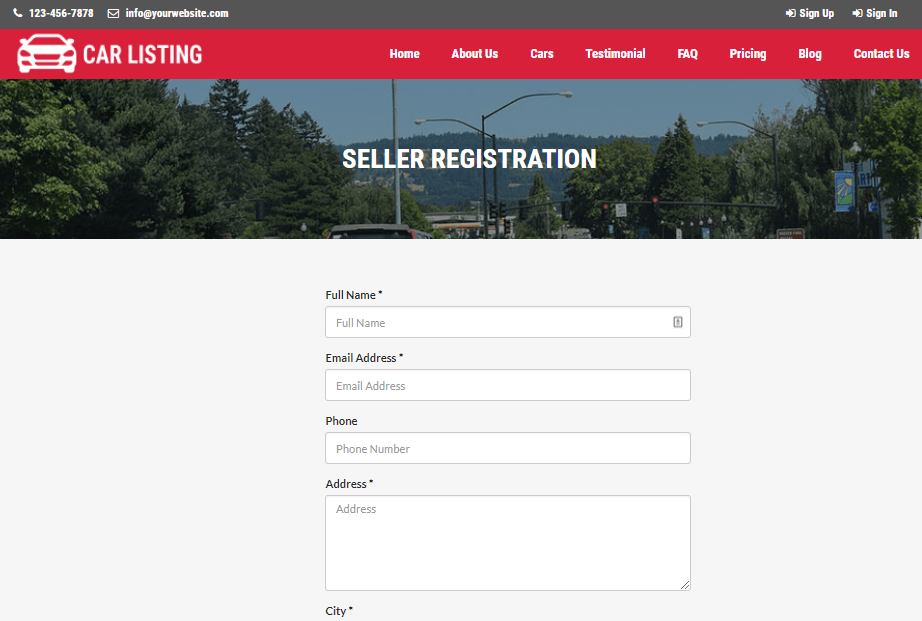 123-456-7878 info@yourwebsite.com Sign Up Sign In
CAR LISTING Home About Us Cars Testimonial FAQ Pricing Blog Contact Us
SELLER REGISTRATION
Full Name *
Full Name
Email Address *
Email Address
Phone
Phone Number
Address *
Address
City *